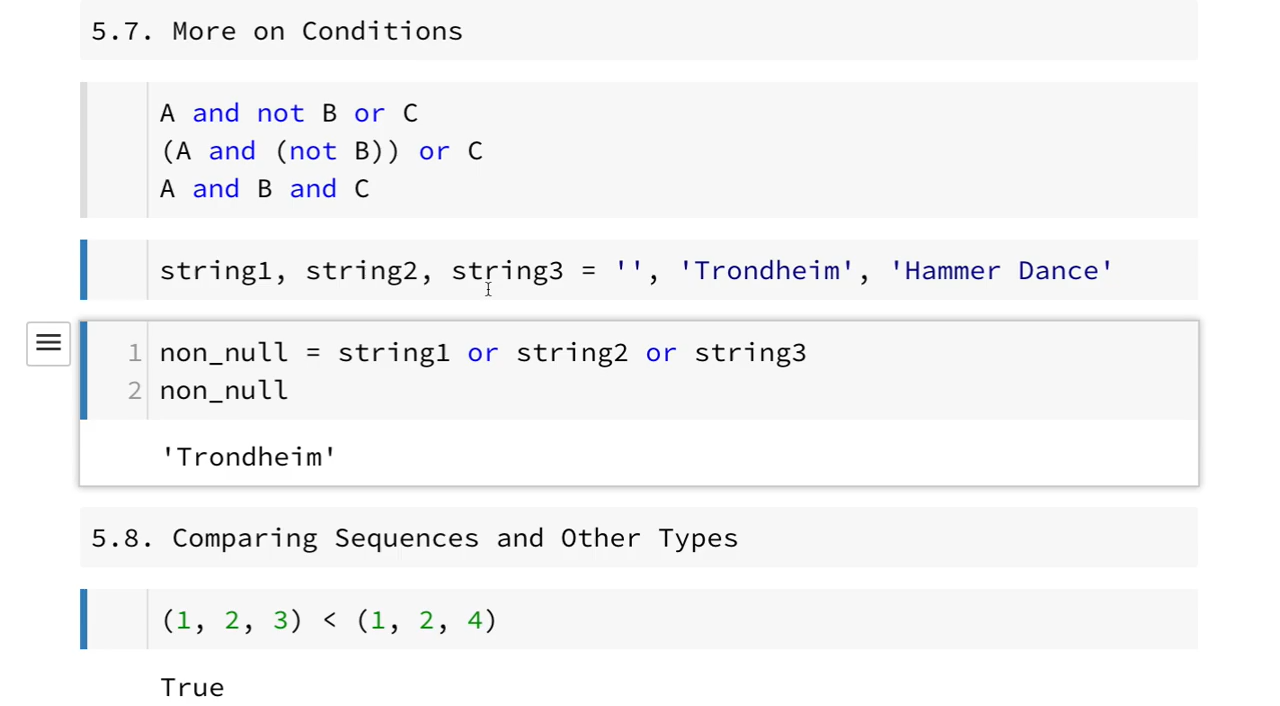 5.7. More on Conditions
A and not B or C
(A and (not B)) or C
A and B and C
string1, string2, string3 = '', 'Trondheim', 'Hammer Dance'
1 non_null = string1 or string2 or string3
2 non_null
'Trondheim'
5.8. Comparing Sequences and Other Types
(1, 2, 3) < (1, 2, 4)
True